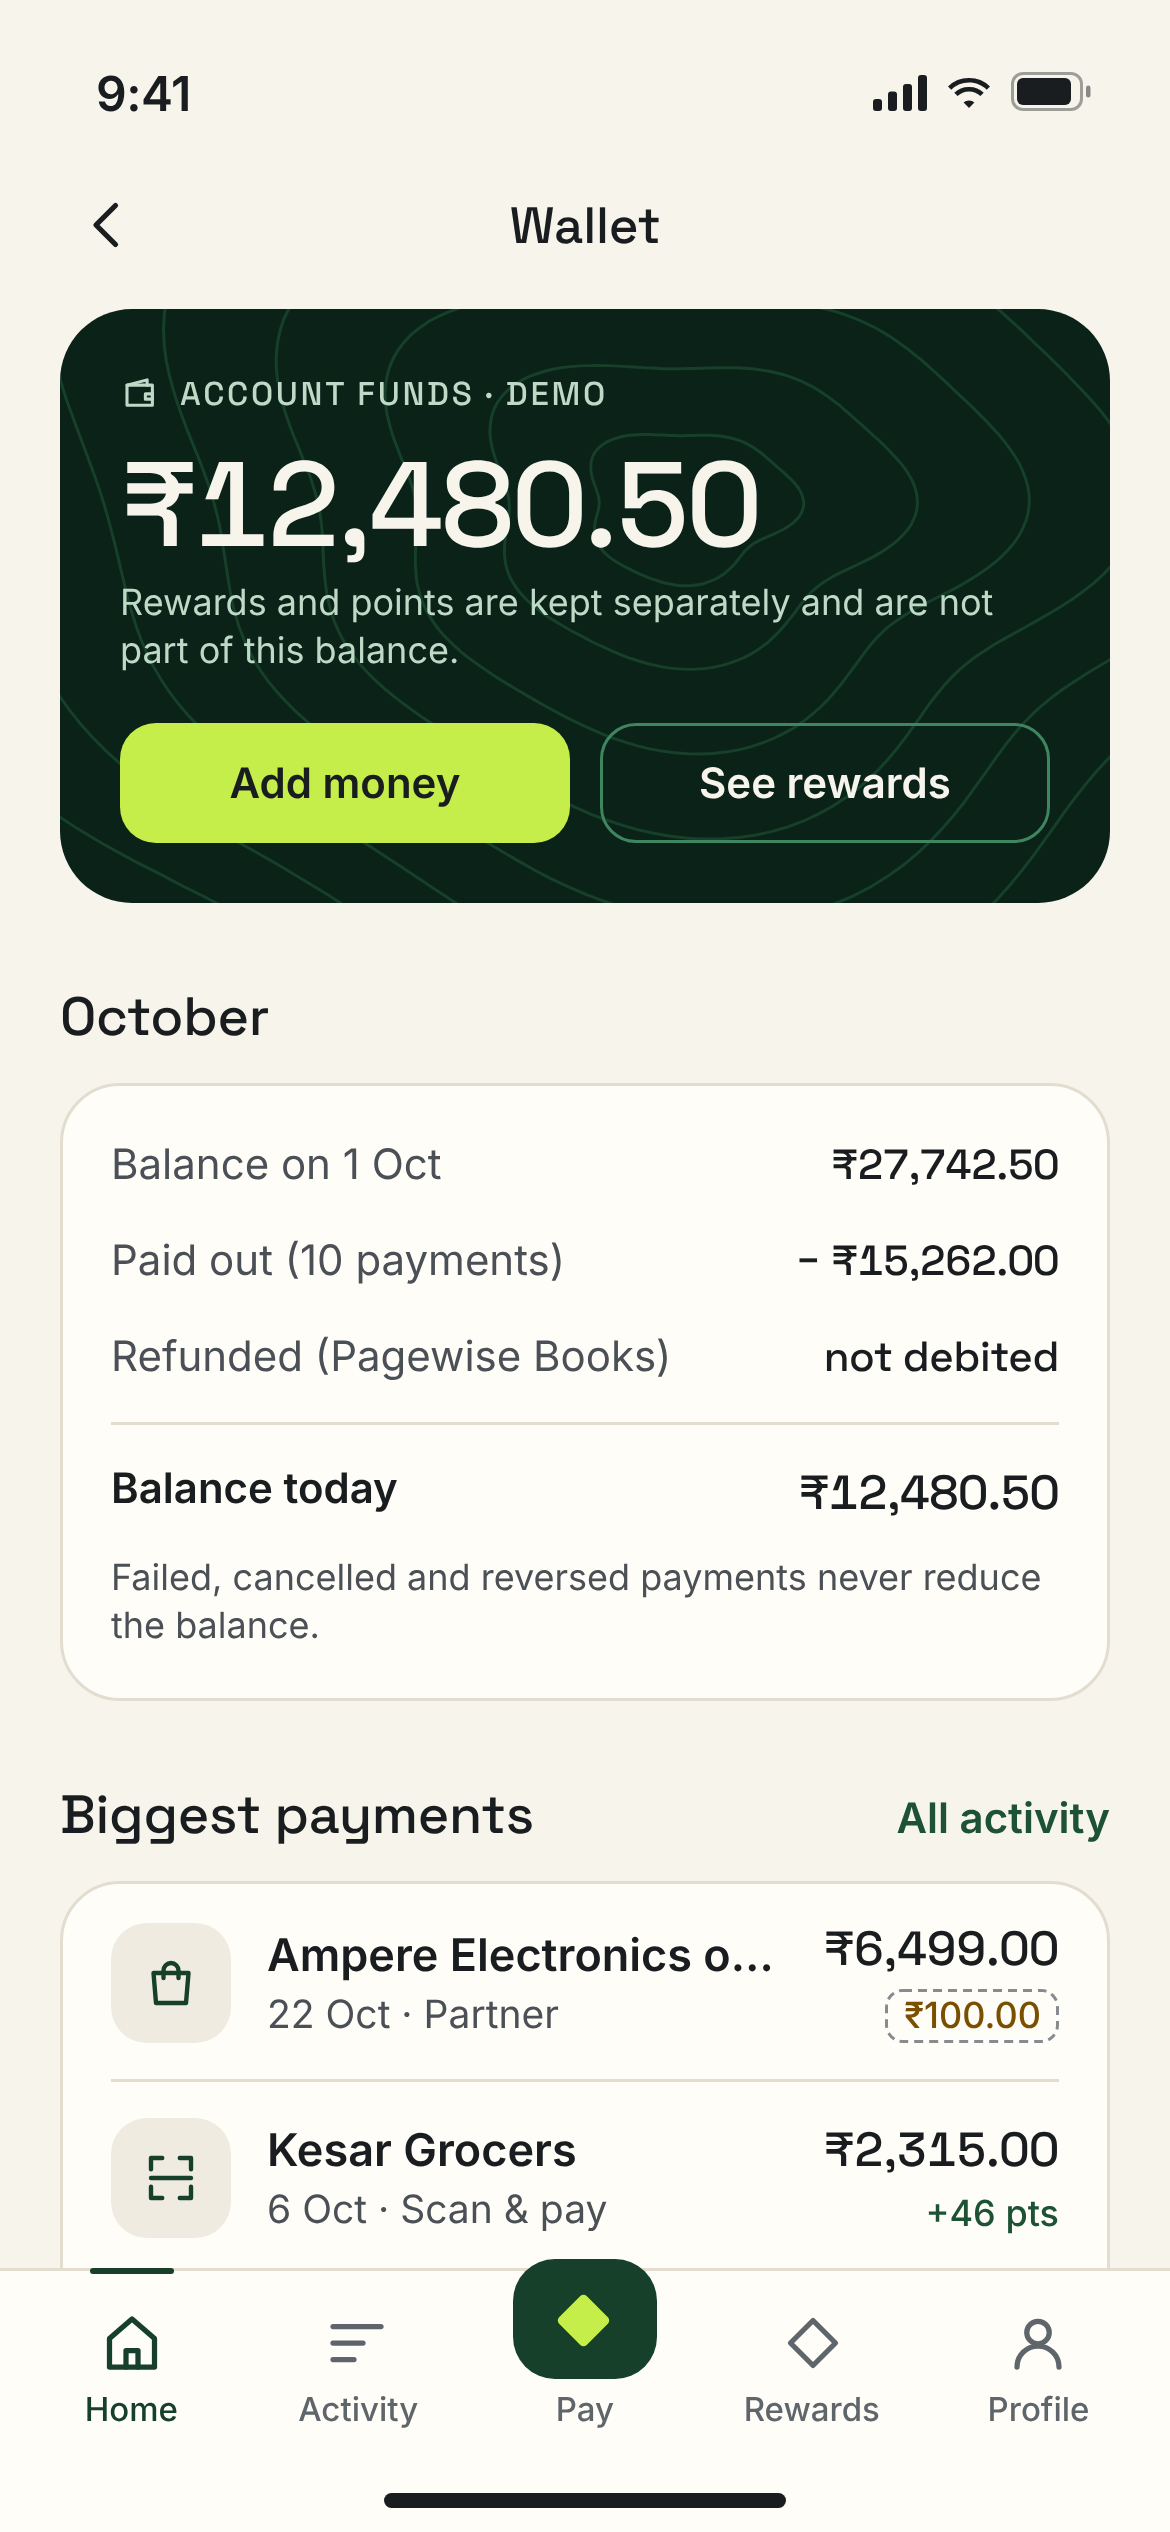 9:41
Wallet
ACCOUNT FUNDS · DEMO
₹12,480.50
Rewards and points are kept separately and are not
part of this balance.
Add money
See rewards
October
Balance on 1 Oct
₹27,742.50
Paid out (10 payments)
− ₹15,262.00
Refunded (Pagewise Books)
not debited
Balance today
₹12,480.50
Failed, cancelled and reversed payments never reduce
the balance.
Biggest payments
All activity
Ampere Electronics o...
₹6,499.00
22 Oct · Partner
₹100.00
Kesar Grocers
₹2,315.00
6 Oct · Scan & pay
+46 pts
Home
Activity
Pay
Rewards
Profile